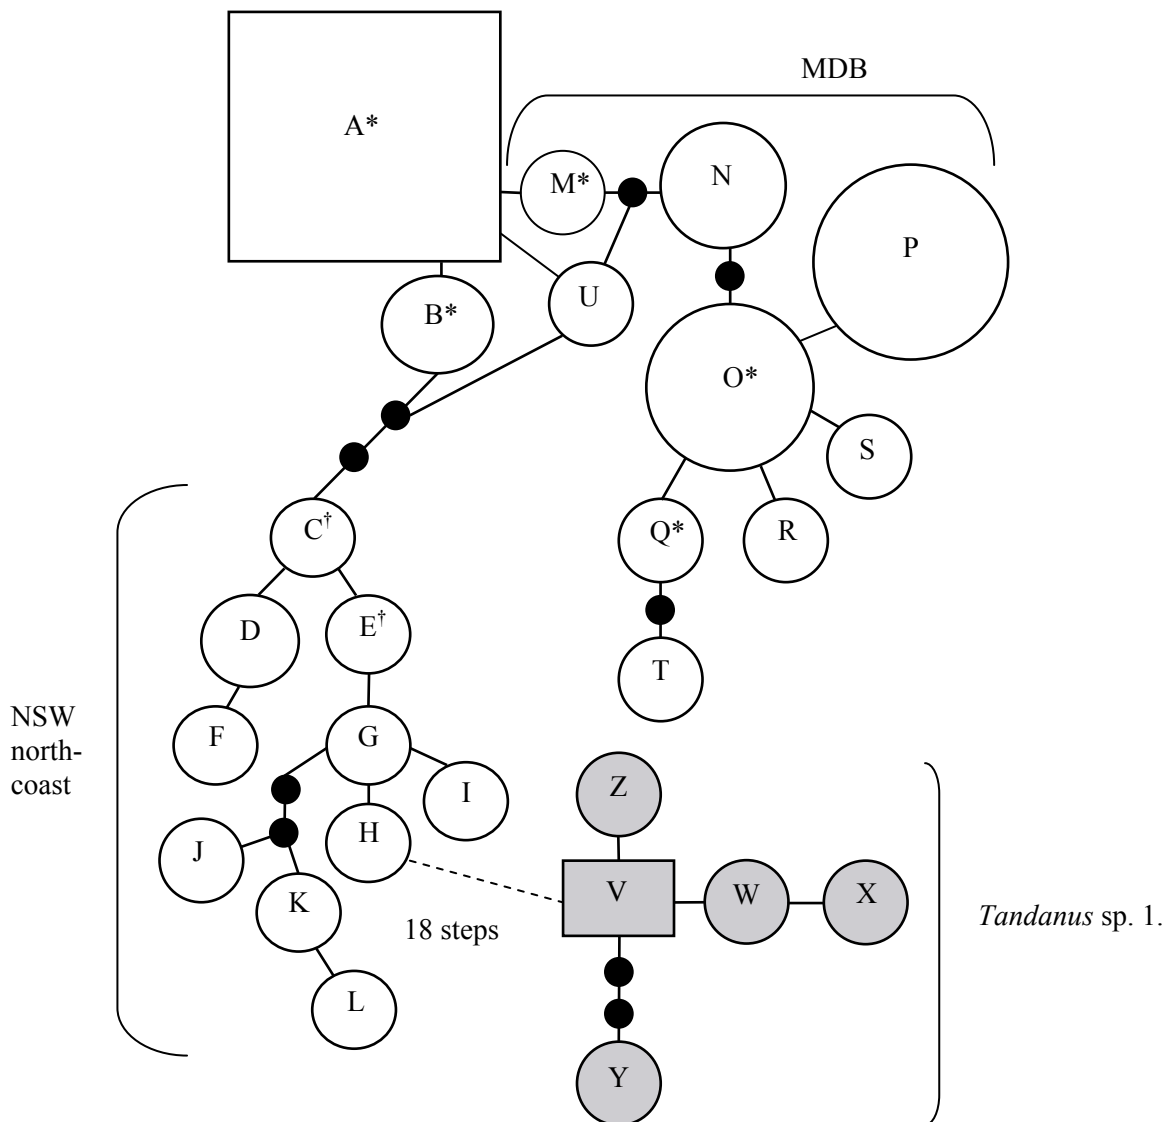 MDB
A*
M*
N
P
U
B*
O*
S
C†
Q*
R
D
E†
T
NSW
north-
coast
F
G
I
Z
J
H
K
V
W
X
18 steps
Tandanus sp. 1.
L
Y